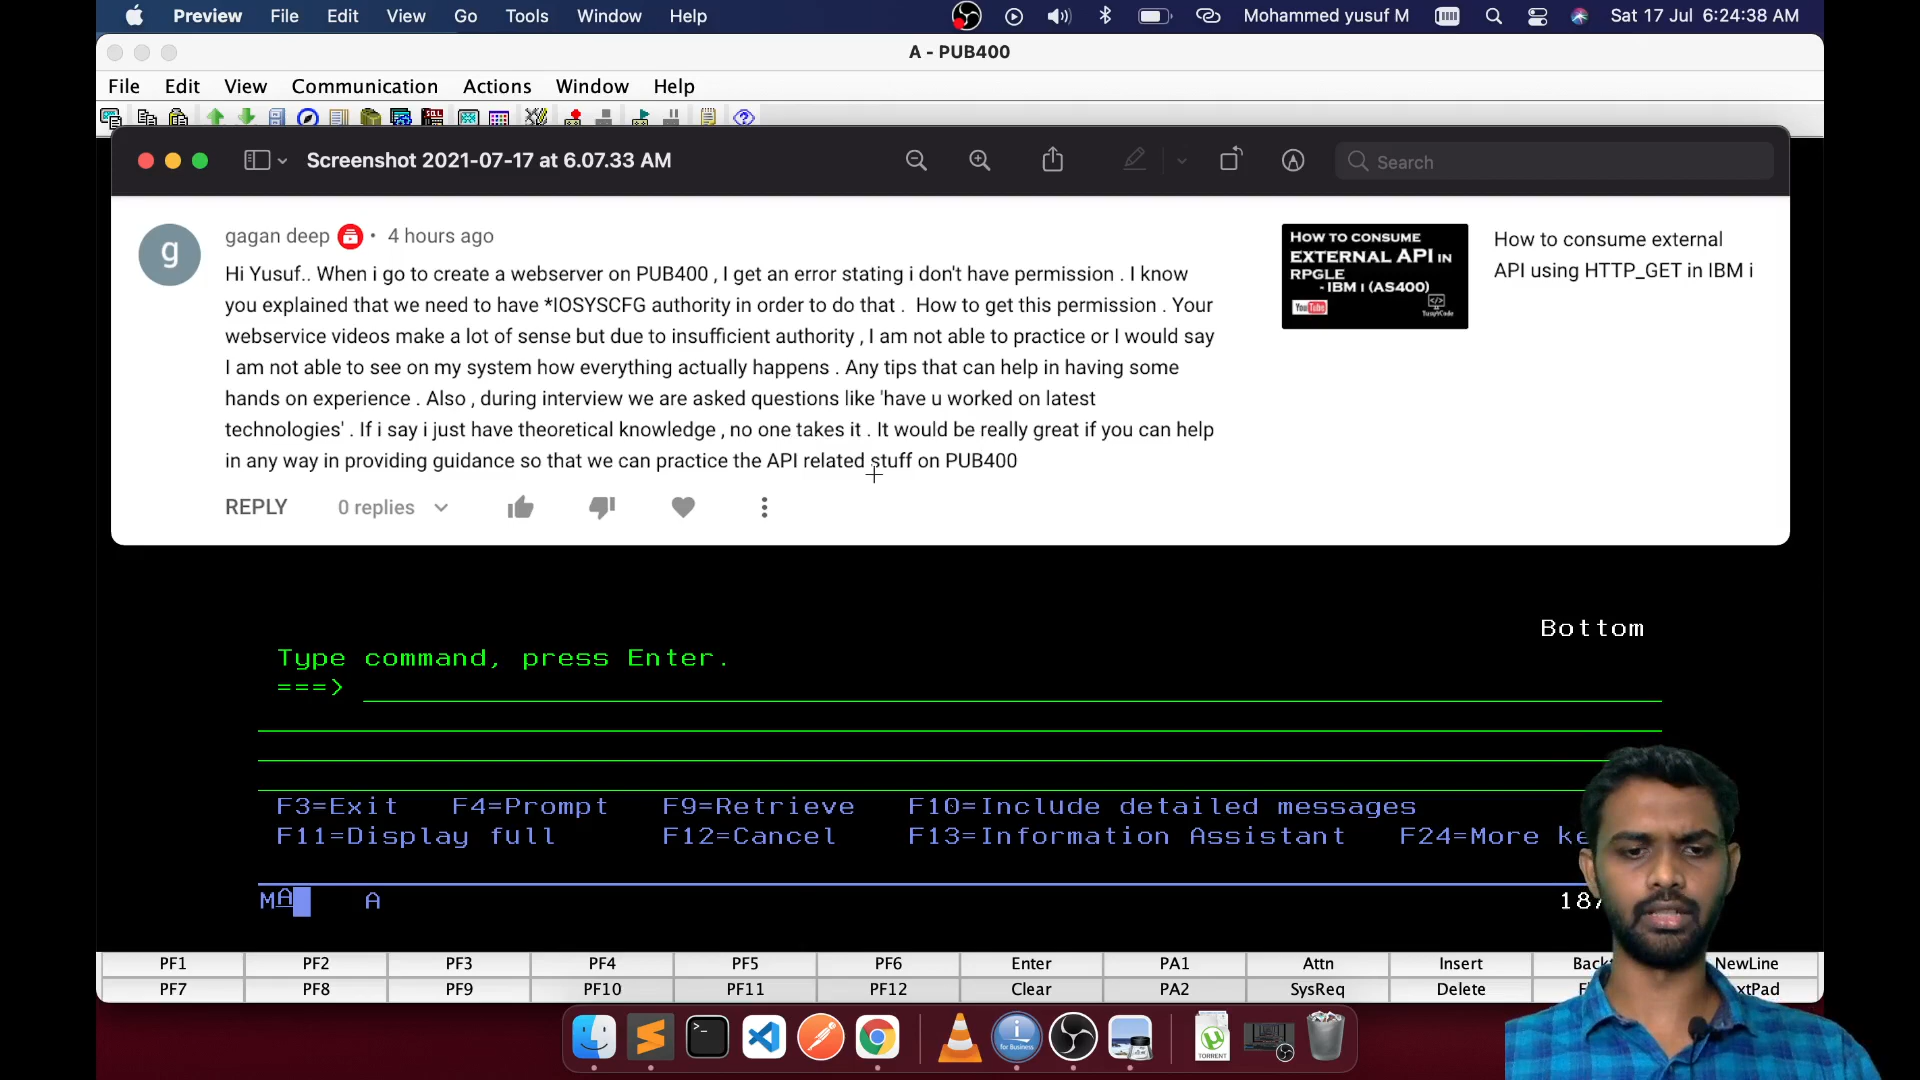 Preview File Edit View Go Tools Window Help Mohammed yusuf M Sat 17 Jul 6:24:38 AM
A - PUB400
File Edit View Communication Actions Window Help
Screenshot 2021-07-17 at 6.07.33 AM Search
g gagan deep • 4 hours ago
Hi Yusuf.. When i go to create a webserver on PUB400 , I get an error stating i don't have permission . I know
you explained that we need to have *IOSYSCFG authority in order to do that . How to get this permission . Your
webservice videos make a lot of sense but due to insufficient authority , I am not able to practice or I would say
I am not able to see on my system how everything actually happens . Any tips that can help in having some
hands on experience . Also , during interview we are asked questions like 'have u worked on latest
technologies' . If i say i just have theoretical knowledge , no one takes it . It would be really great if you can help
in any way in providing guidance so that we can practice the API related stuff on PUB400
REPLY 0 replies
HOW TO CONSUME
EXTERNAL API IN
RPGLE
- IBM i (AS400)
YouTube
Yusy4Code
How to consume external
API using HTTP_GET in IBM i
Bottom
Type command, press Enter.
===>
F3=Exit F4=Prompt F9=Retrieve F10=Include detailed messages
F11=Display full F12=Cancel F13=Information Assistant F24=More ke
MA A 18/
PF1 PF2 PF3 PF4 PF5 PF6 Enter PA1 Attn Insert Back NewLine
PF7 PF8 PF9 PF10 PF11 PF12 Clear PA2 SysReq Delete xtPad
i for Business TORRENT